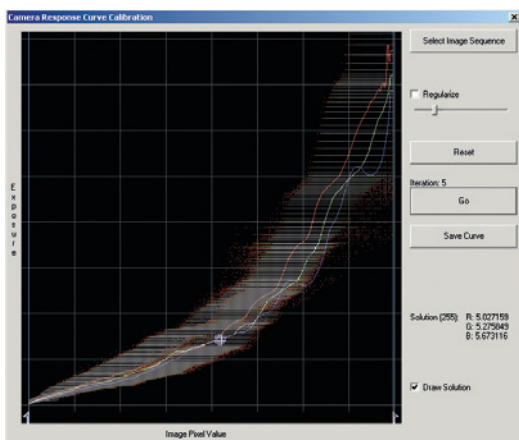 Camera Response Curve Calibration
Select Image Sequence
Regularize
Reset
Iteration: 5
Go
Save Curve
Solution (255): R: 5.027159
G: 5.275849
B: 5.673116
Draw Solution
Exposure
Image Pixel Value